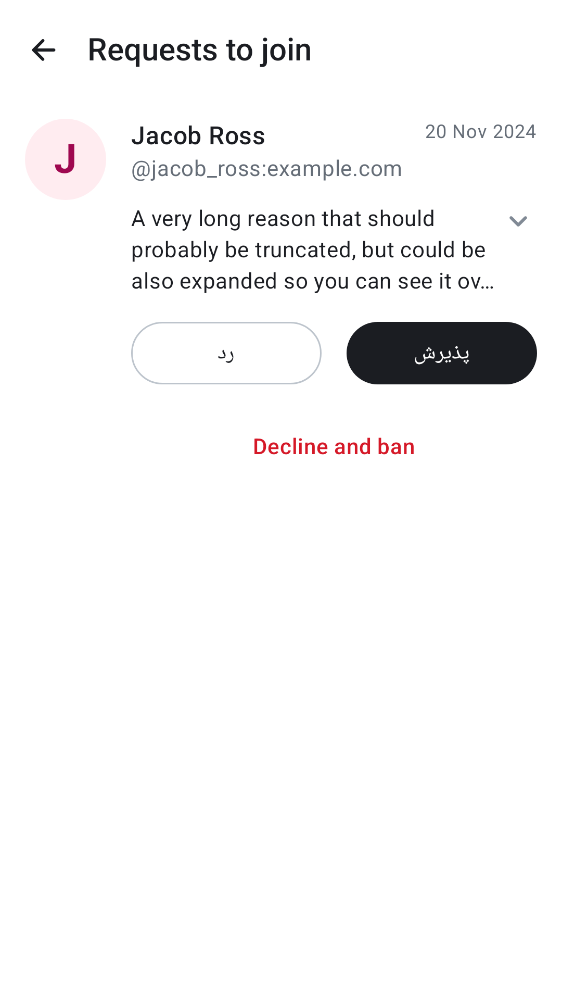 Requests to join
J
Jacob Ross
20 Nov 2024
@jacob_ross:example.com
A very long reason that should
probably be truncated, but could be
also expanded so you can see it ov…
رد
پذیرش
Decline and ban